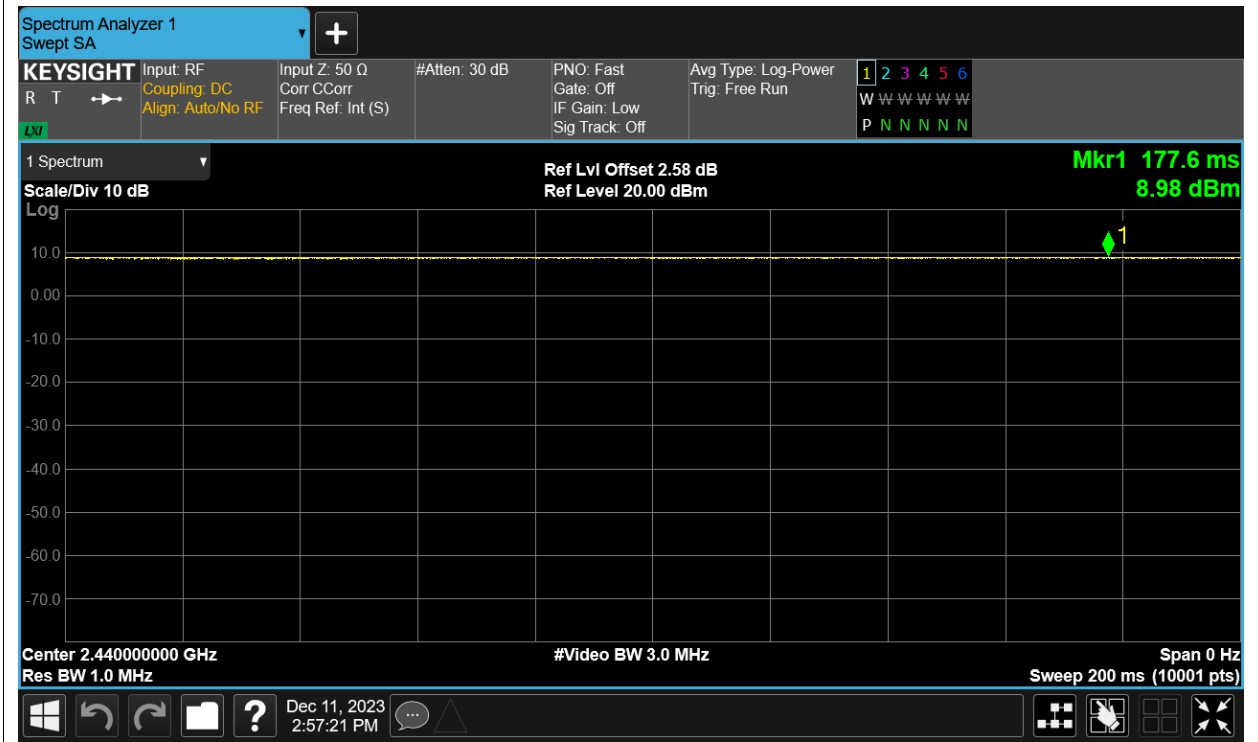 Spectrum Analyzer 1
Swept SA
KEYSIGHT
R T
LXI
Input: RF
Coupling: DC
Align: Auto/No RF
Input Z: 50 Ω
Corr CCorr
Freq Ref: Int (S)
#Atten: 30 dB
PNO: Fast
Gate: Off
IF Gain: Low
Sig Track: Off
Avg Type: Log-Power
Trig: Free Run
1 2 3 4 5 6
W W W W W W
P N N N N N
1 Spectrum
Scale/Div 10 dB
Log
Ref Lvl Offset 2.58 dB
Ref Level 20.00 dBm
Mkr1 177.6 ms
8.98 dBm
1
10.0
0.00
-10.0
-20.0
-30.0
-40.0
-50.0
-60.0
-70.0
Center 2.440000000 GHz
Res BW 1.0 MHz
#Video BW 3.0 MHz
Span 0 Hz
Sweep 200 ms (10001 pts)
?
Dec 11, 2023
2:57:21 PM